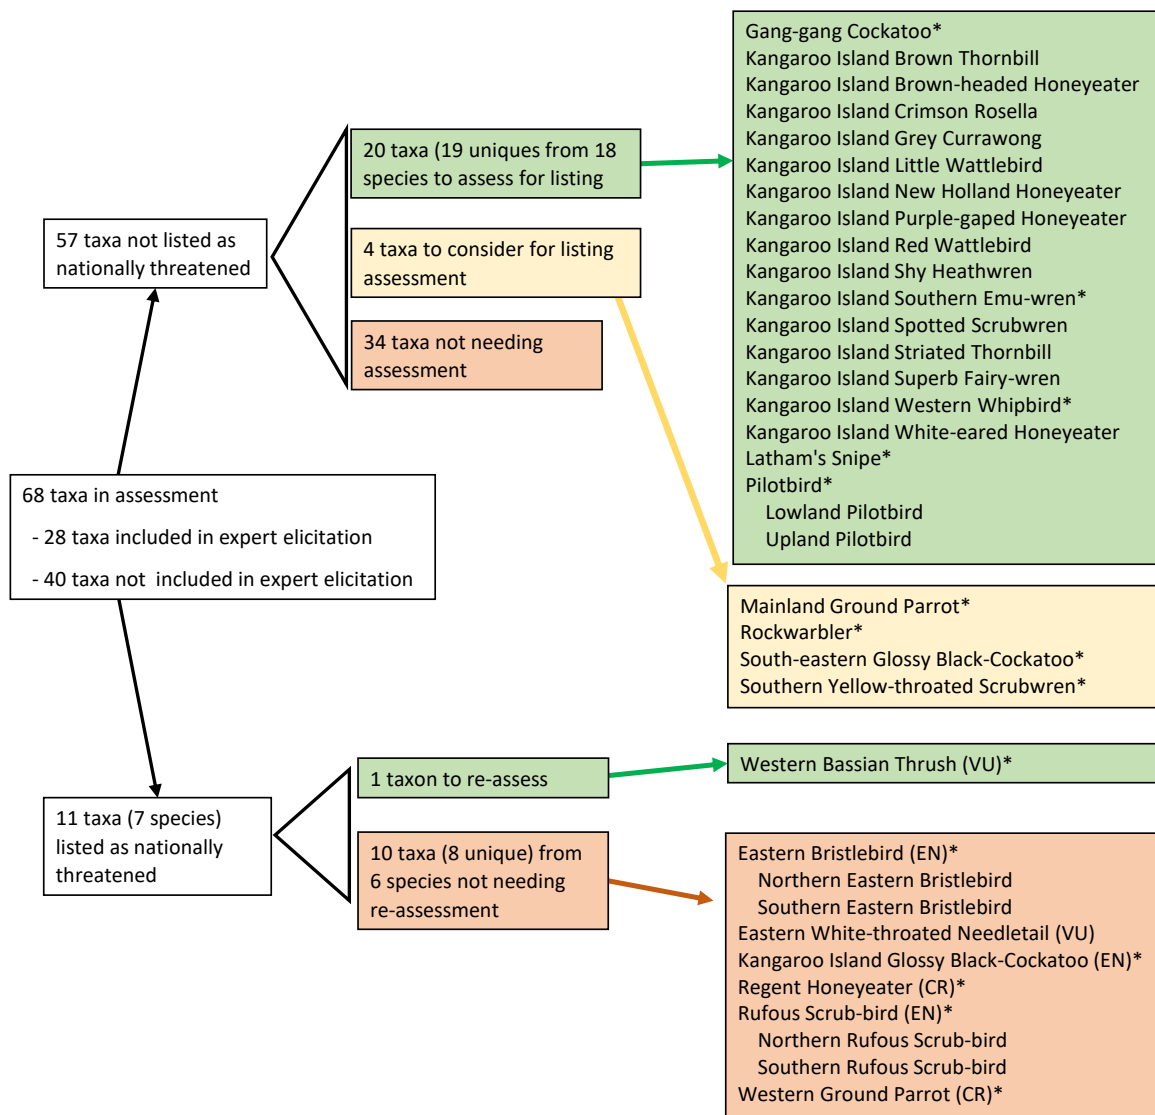 68 taxa in assessment
- 28 taxa included in expert elicitation
- 40 taxa not  included in expert elicitation
57 taxa not listed as
nationally threatened
20 taxa (19 uniques from 18
species to assess for listing
4 taxa to consider for listing
assessment
34 taxa not needing
assessment
Gang-gang Cockatoo*
Kangaroo Island Brown Thornbill
Kangaroo Island Brown-headed Honeyeater
Kangaroo Island Crimson Rosella
Kangaroo Island Grey Currawong
Kangaroo Island Little Wattlebird
Kangaroo Island New Holland Honeyeater
Kangaroo Island Purple-gaped Honeyeater
Kangaroo Island Red Wattlebird
Kangaroo Island Shy Heathwren
Kangaroo Island Southern Emu-wren*
Kangaroo Island Spotted Scrubwren
Kangaroo Island Striated Thornbill
Kangaroo Island Superb Fairy-wren
Kangaroo Island Western Whipbird*
Kangaroo Island White-eared Honeyeater
Latham's Snipe*
Pilotbird*
Lowland Pilotbird
Upland Pilotbird
Mainland Ground Parrot*
Rockwarbler*
South-eastern Glossy Black-Cockatoo*
Southern Yellow-throated Scrubwren*
11 taxa (7 species)
listed as nationally
threatened
1 taxon to re-assess
10 taxa (8 unique) from
6 species not needing
re-assessment
Western Bassian Thrush (VU)*
Eastern Bristlebird (EN)*
Northern Eastern Bristlebird
Southern Eastern Bristlebird
Eastern White-throated Needletail (VU)
Kangaroo Island Glossy Black-Cockatoo (EN)*
Regent Honeyeater (CR)*
Rufous Scrub-bird (EN)*
Northern Rufous Scrub-bird
Southern Rufous Scrub-bird
Western Ground Parrot (CR)*